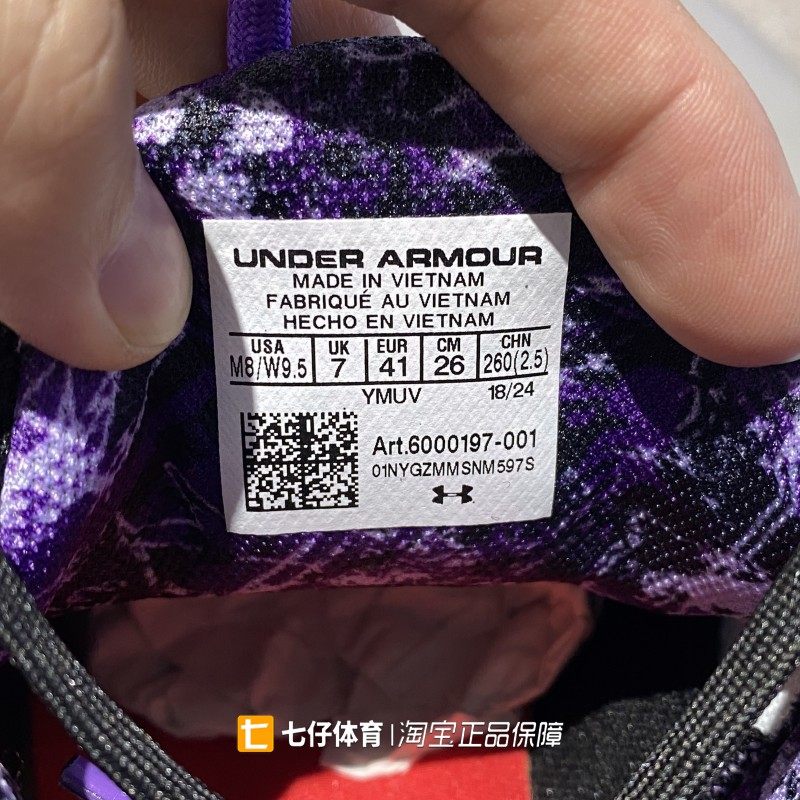 UNDER ARMOUR
MADE IN VIETNAM
FABRIQUÉ AU VIETNAM
HECHO EN VIETNAM
USA UK EUR CM CHN
M8/W9.5 7 41 26 260(2.5)
YMUV 18/24
Art.6000197-001
01NYGZMMSNM597S
七 七仔体育 | 淘宝正品保障